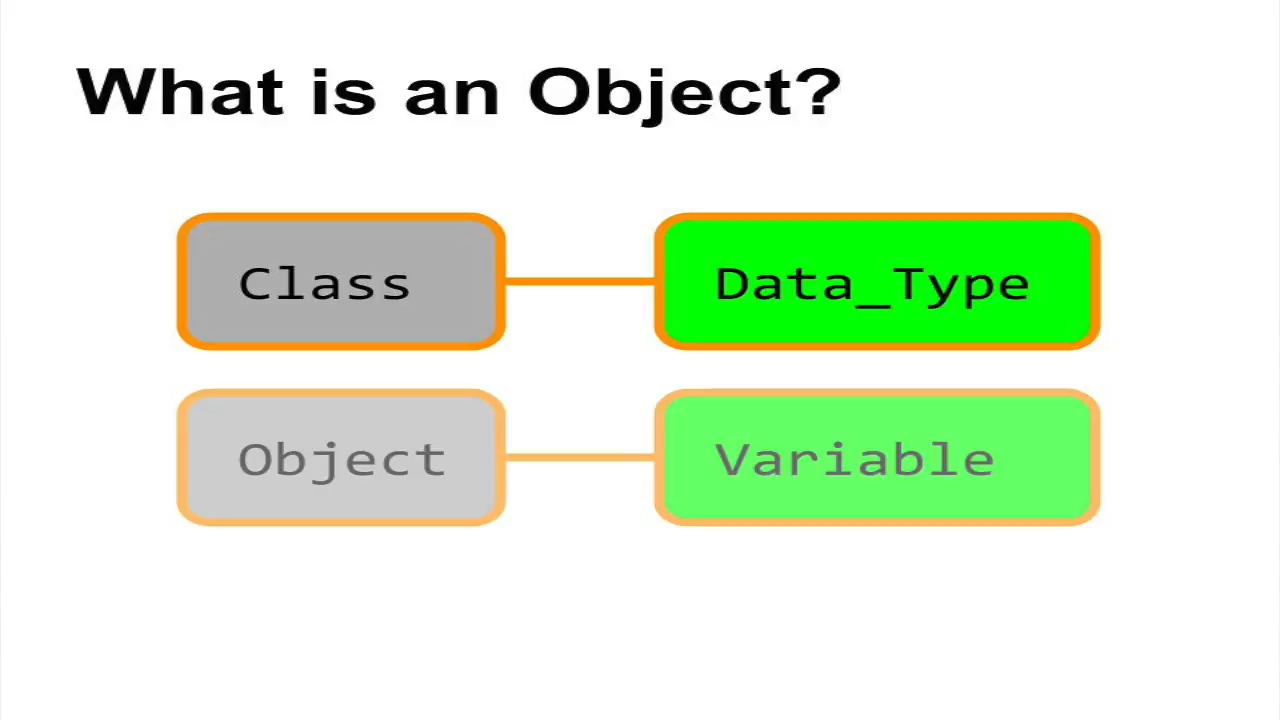 What is an Object?
Class
Data_Type
Object
Variable